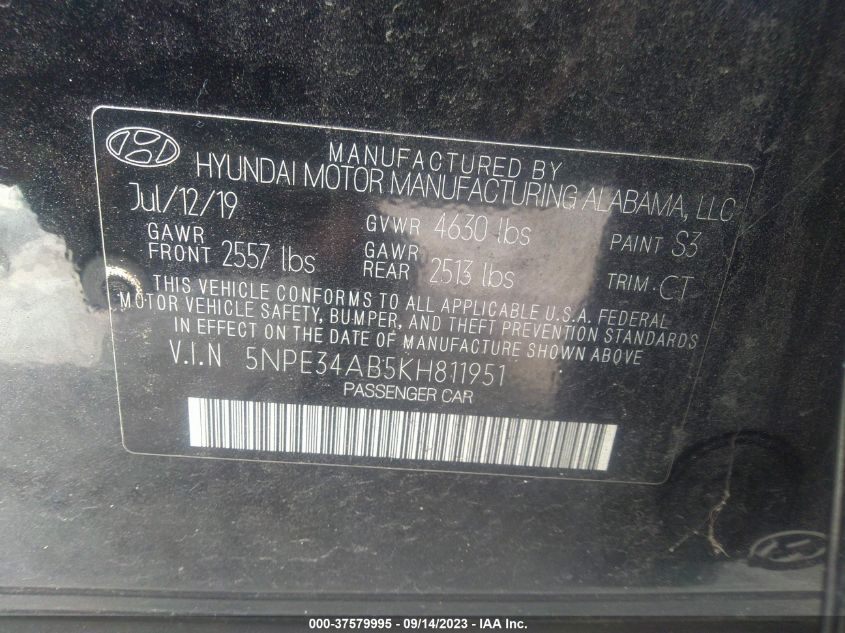 MANUFACTURED BY
HYUNDAI MOTOR MANUFACTURING ALABAMA, LLC
Jul/12/19
GVWR 4630 lbs
PAINT S3
GAWR FRONT 2557 lbs
GAWR REAR 2513 lbs
TRIM CT
THIS VEHICLE CONFORMS TO ALL APPLICABLE U.S.A. FEDERAL
MOTOR VEHICLE SAFETY, BUMPER, AND THEFT PREVENTION STANDARDS
IN EFFECT ON THE DATE OF MANUFACTURE SHOWN ABOVE
V.I.N 5NPE34AB5KH811951
PASSENGER CAR
000-37579995 - 09/14/2023 - IAA Inc.